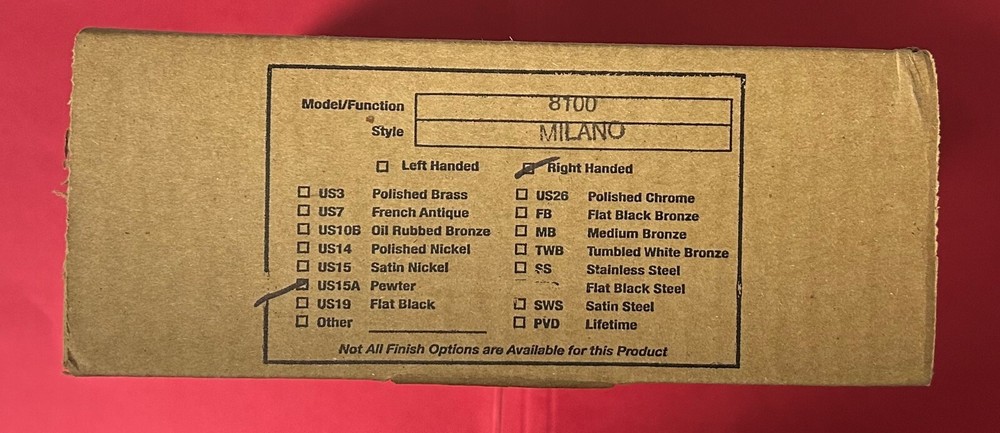 Model/Function 8100
Style MILANO
☐ Left Handed ☑ Right Handed
☐ US3 Polished Brass ☐ US26 Polished Chrome
☐ US7 French Antique ☐ FB Flat Black Bronze
☐ US10B Oil Rubbed Bronze ☐ MB Medium Bronze
☐ US14 Polished Nickel ☐ TWB Tumbled White Bronze
☐ US15 Satin Nickel ☐ SS Stainless Steel
☑ US15A Pewter Flat Black Steel
☐ US19 Flat Black ☐ SWS Satin Steel
☐ Other ☐ PVD Lifetime
Not All Finish Options are Available for this Product